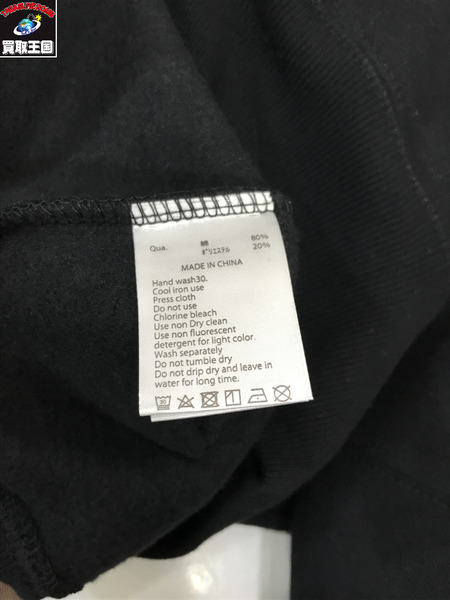 TREASURE
買取王国
Qua. 綿 80%
ポリエステル 20%
MADE IN CHINA
Hand wash30.
Cool iron use
Press cloth
Do not use
Chlorine bleach
Use non Dry clean
Use non fluorescent
detergent for light color.
Wash separately
Do not tumble dry
Do not drip dry and leave in
water for long time.
30